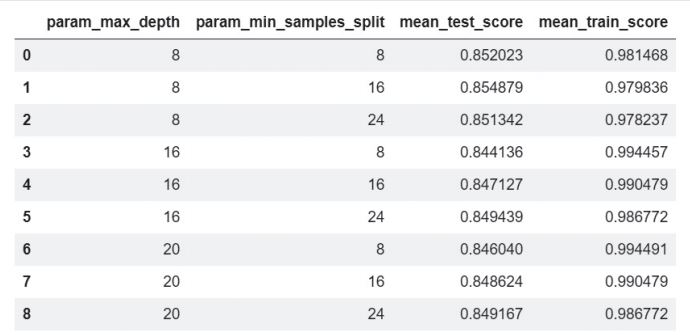 param_max_depth param_min_samples_split mean_test_score mean_train_score
0 8 8 0.852023 0.981468
1 8 16 0.854879 0.979836
2 8 24 0.851342 0.978237
3 16 8 0.844136 0.994457
4 16 16 0.847127 0.990479
5 16 24 0.849439 0.986772
6 20 8 0.846040 0.994491
7 20 16 0.848624 0.990479
8 20 24 0.849167 0.986772